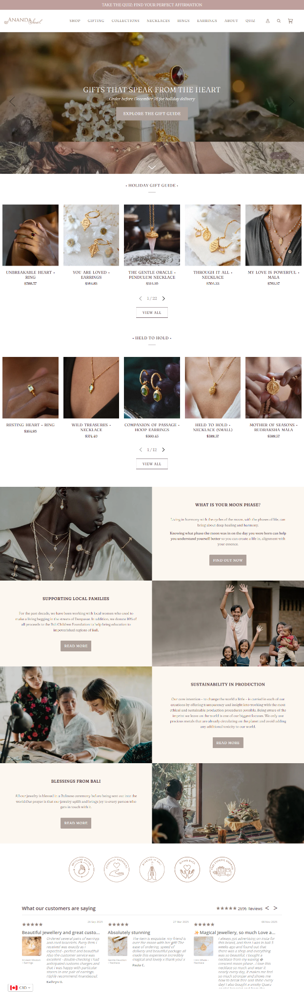 TAKE THE QUIZ: FIND YOUR PERFECT AFFIRMATION
ANANDA Soul
SHOP GIFTING COLLECTIONS NECKLACES RINGS EARRINGS ABOUT QUIZ
GIFTS THAT SPEAK FROM THE HEART
Order before December 16 for holiday delivery
EXPLORE THE GIFT GUIDE
• HOLIDAY GIFT GUIDE •
UNBREAKABLE HEART • RING
$388.37
YOU ARE LOVED • EARRINGS
$164.85
THE GENTLE ORACLE • PENDULUM NECKLACE
$514.10
THROUGH IT ALL • NECKLACE
$304.55
MY LOVE IS POWERFUL • MALA
$765.57
1 / 22
VIEW ALL
• HELD TO HOLD •
RESTING HEART • RING
$164.85
WILD TREASURES • NECKLACE
$374.40
COMPANION OF PASSAGE • HOOP EARRINGS
$360.43
HELD TO HOLD • NECKLACE (SMALL)
$388.37
MOTHER OF SEASONS • RUDRAKSHA MALA
$388.37
1 / 12
VIEW ALL
WHAT IS YOUR MOON PHASE?
Living in harmony with the cycles of the moon, with the phases of life, can
bring about deep healing and harmony.
Knowing what phase the moon was in on the day you were born can help
you understand yourself better so you can create a life in, alignment with
your essence.
FIND OUT NOW
SUPPORTING LOCAL FAMILIES
For the past decade, we have been working with local women who used to
make a living begging in the streets of Denpasar. In addition, we donate 10% of
all proceeds to the Bali Children Foundation to help bring education to
impoverished regions of Bali.
READ MORE
SUSTAINABILITY IN PRODUCTION
Our core intention – to change the world a little – is carried in each of our
creations by offering transparency and insight into working with the most
ethical and sustainable production procedures possible. Being aware of the
imprint we leave on the world is one of our biggest focuses. We only use
precious metals that are already circulating on the planet and avoid adding
any additional toxicity to our world.
READ MORE
BLESSINGS FROM BALI
All our jewelry is blessed in a Balinese ceremony before being sent out into the
world.Our prayer is that our jewelry uplift and brings joy to every person who
gets in touch with it.
READ MORE
ETHICALLY PRODUCED
BLESSED IN BALI
GIVING BACK
FREE EXPRESS SHIPPING
What our customers are saying
★★★★★ 2696 Reviews < >
26 Sep 2025
★★★★★
Beautiful jewellery and great custo...
Ordered several pairs of earrings
and cord bracelets. Every item I
received was exactly as I
expected - perfect and beautiful!
Also the customer service was
excellent - double-checking I had
anticipated customs charges and
that I was happy with particular
stones in one pair of earrings.
Highly recommend Anandasoul.
Ancient Wisdom
• Earrings
Kathryn D.
27 Mar 2025
★★★★★
Absolutely stunning
The item is exquisite, my friend is
over the moon with her gift! The
ease of ordering, speed of
delivery and beautiful package all
made this experience incredibly
magical and lovely x thank you! x
Gentle Devotion
• Necklace
Paula C.
08 Nov 2025
★★★★★
✨ Magical Jewellery, so much Love a...
I always got advertising on insta for
this brand, and then I was in bali 3
weeks ago and found out that
there was a shop and everything
was so beautiful. I bought a
necklace from my waxing �
crescent moon phase . I love this
necklace so much and wear it
nearly every day, it makes me feel
so much stronger and shows me
how to break free and shine every
day! I also bought a smoky Quarz
I Am Whole •
Necklace
CAD